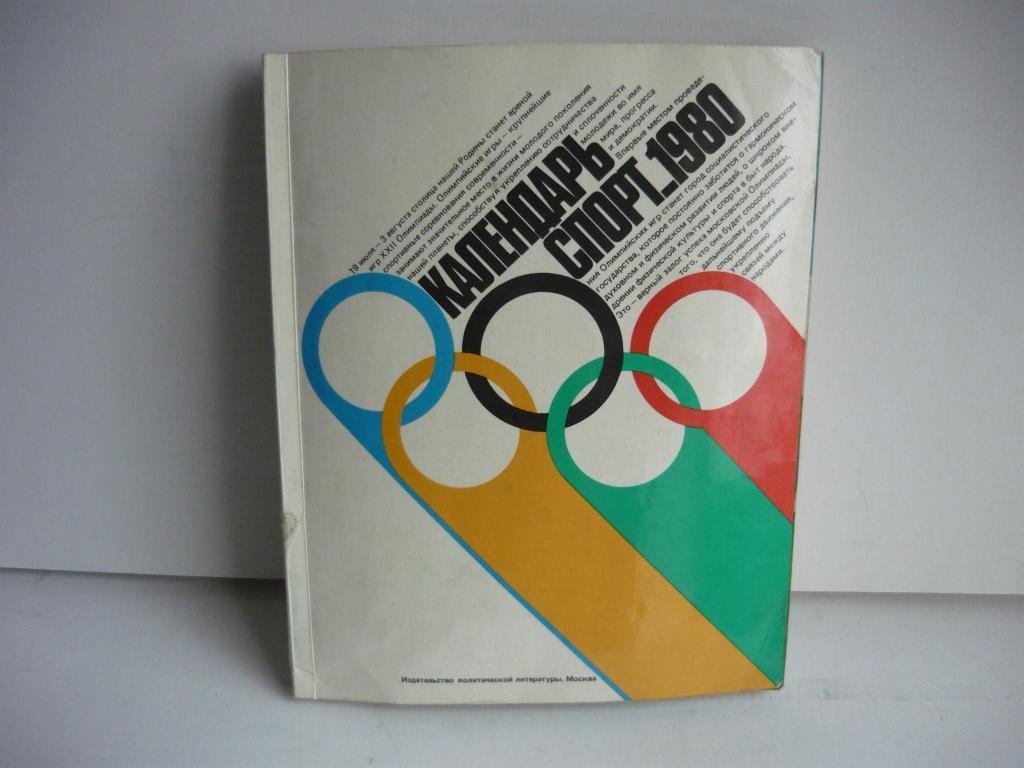 19 июля – 3 августа столица нашей Родины станет ареной
игр XXII Олимпиады. Олимпийские игры – крупнейшие
спортивные соревнования современности –
занимают значительное место в жизни молодого поколения
нашей планеты, способствуя укреплению сотрудничества
и сплоченности
молодежи во имя
мира, прогресса
и демократии.
Впервые местом проведе-
КАЛЕНДАРЬ
СПОРТ_1980
ния Олимпийских игр станет город социалистического
государства, которое постоянно заботится о гармоническом
духовном и физическом развитии людей, о широком вне-
дрении физической культуры и спорта в быт народа.
Это – верный залог успеха московской Олимпиады,
того, что она будет способствовать
дальнейшему подъему
спортивного движения,
укреплению
связей между
народами.
Издательство политической литературы. Москва